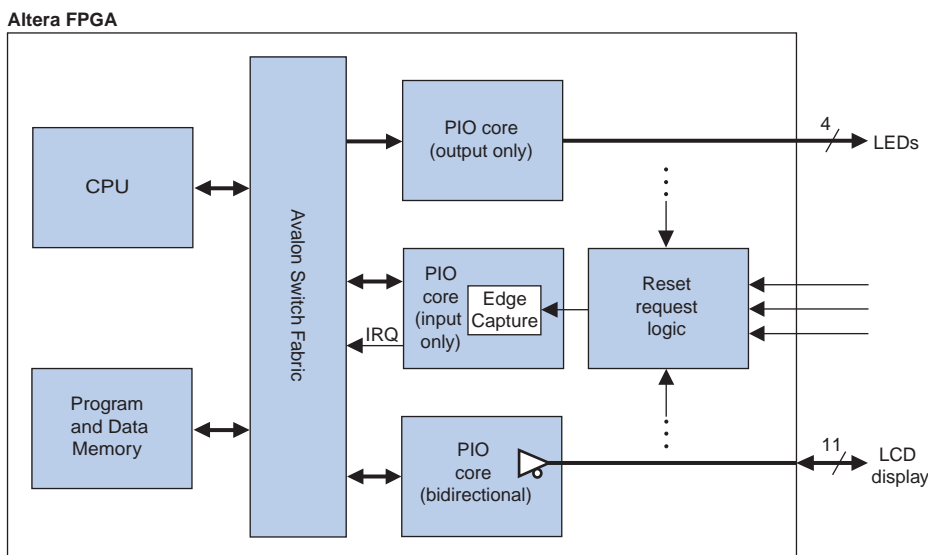 Altera FPGA
CPU
Program
and Data
Memory
Avalon Switch Fabric
PIO core
(output only)
4
LEDs
PIO
core
(input
only)
Edge
Capture
IRQ
Reset
request
logic
PIO
core
(bidirectional)
11
LCD
display